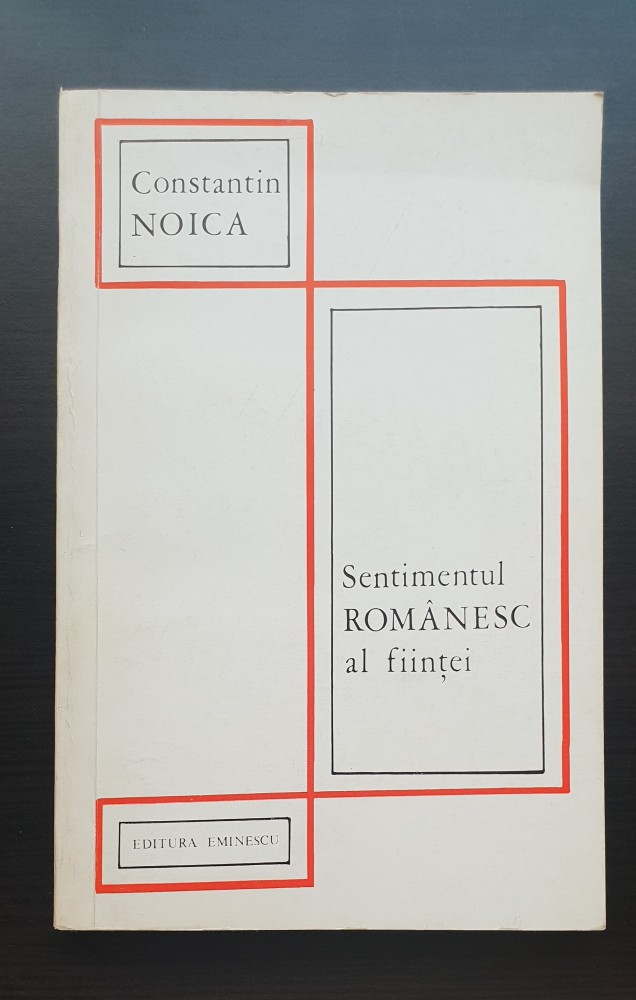 Constantin
NOICA
Sentimentul
ROMÂNESC
al ființei
EDITURA EMINESCU